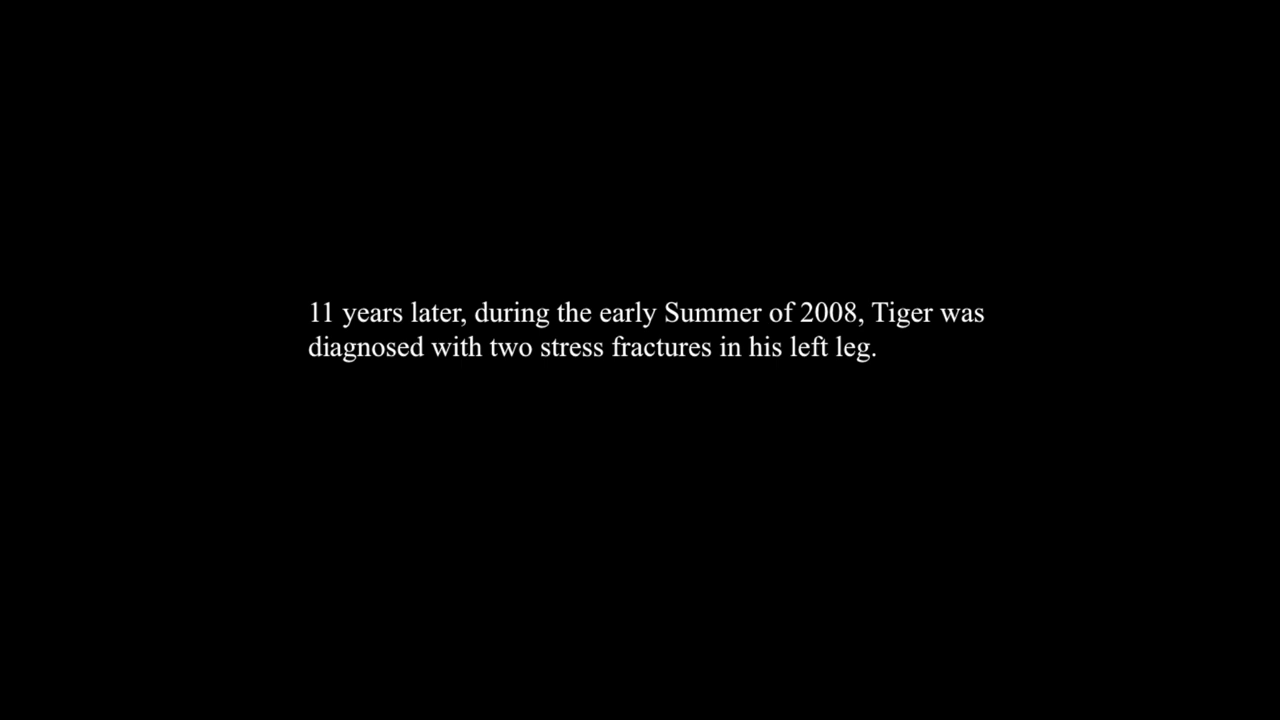 11 years later, during the early Summer of 2008, Tiger was
diagnosed with two stress fractures in his left leg.